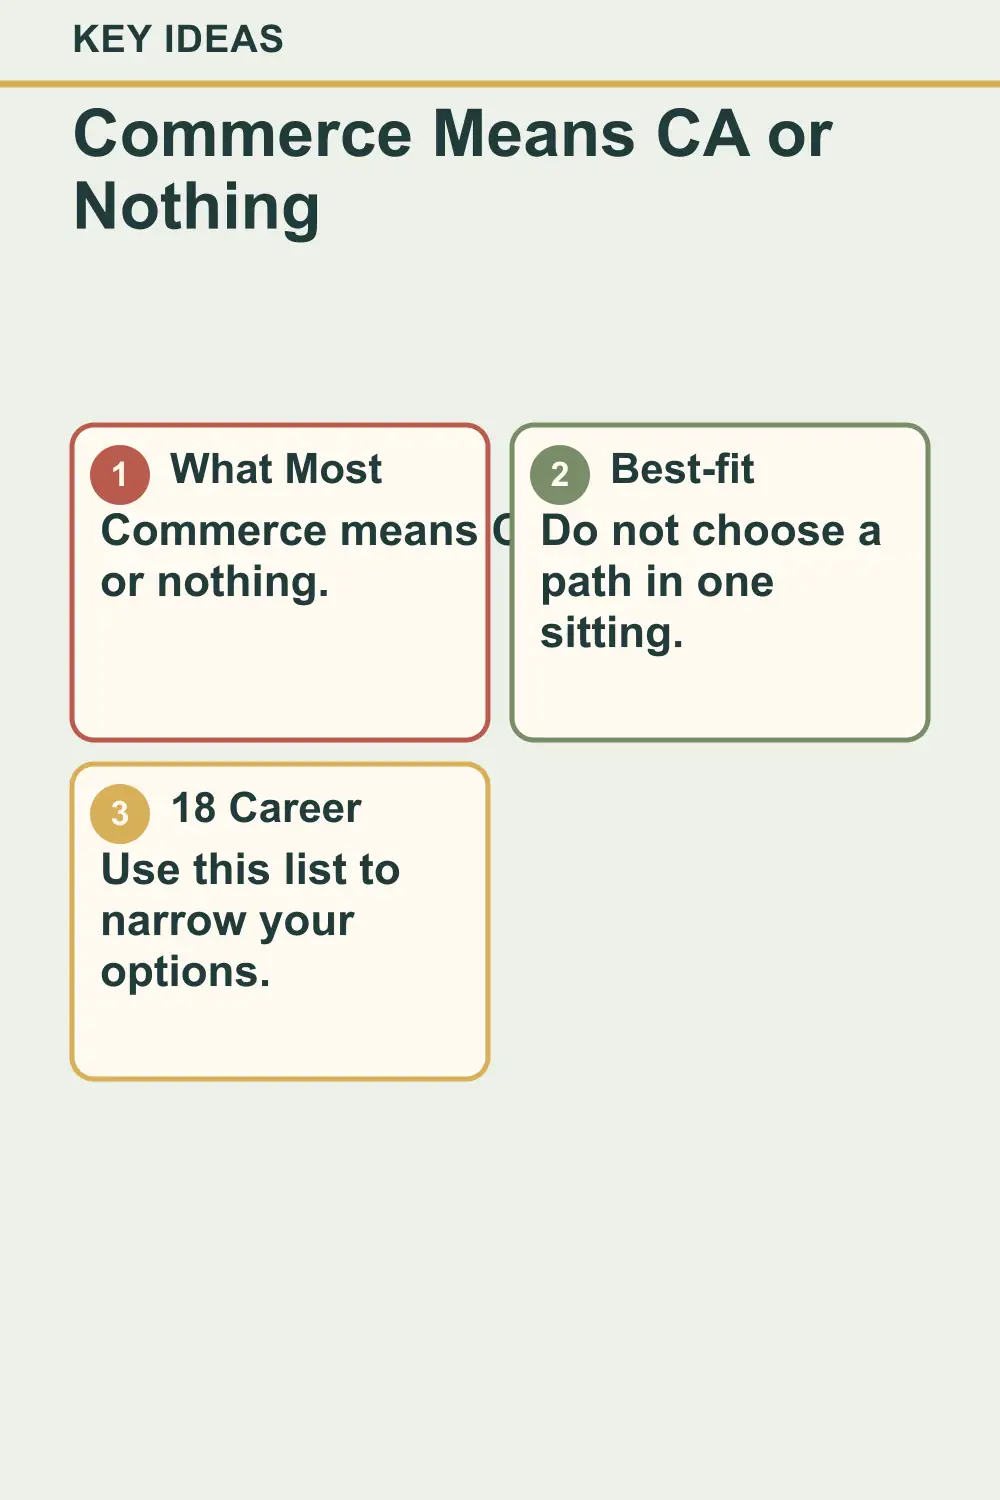 KEY IDEAS
Commerce Means CA or
Nothing
1 What Most
Commerce means
or nothing.
2 Best-fit
Do not choose a
path in one
sitting.
3 18 Career
Use this list to
narrow your
options.